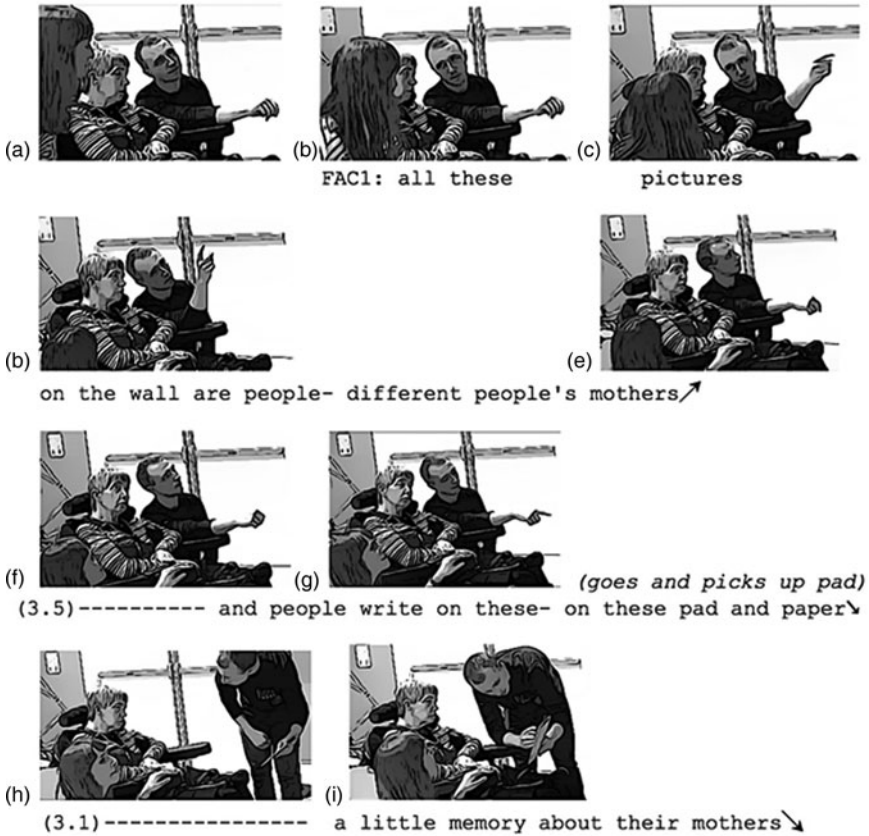 (a) (b) (c)
FAC1: all these pictures
(b) (e)
on the wall are people- different people's mothers↗
(f) (g) (goes and picks up pad)
(3.5)---------- and people write on these- on these pad and paper↘
(h) (i)
(3.1)---------------- a little memory about their mothers↘